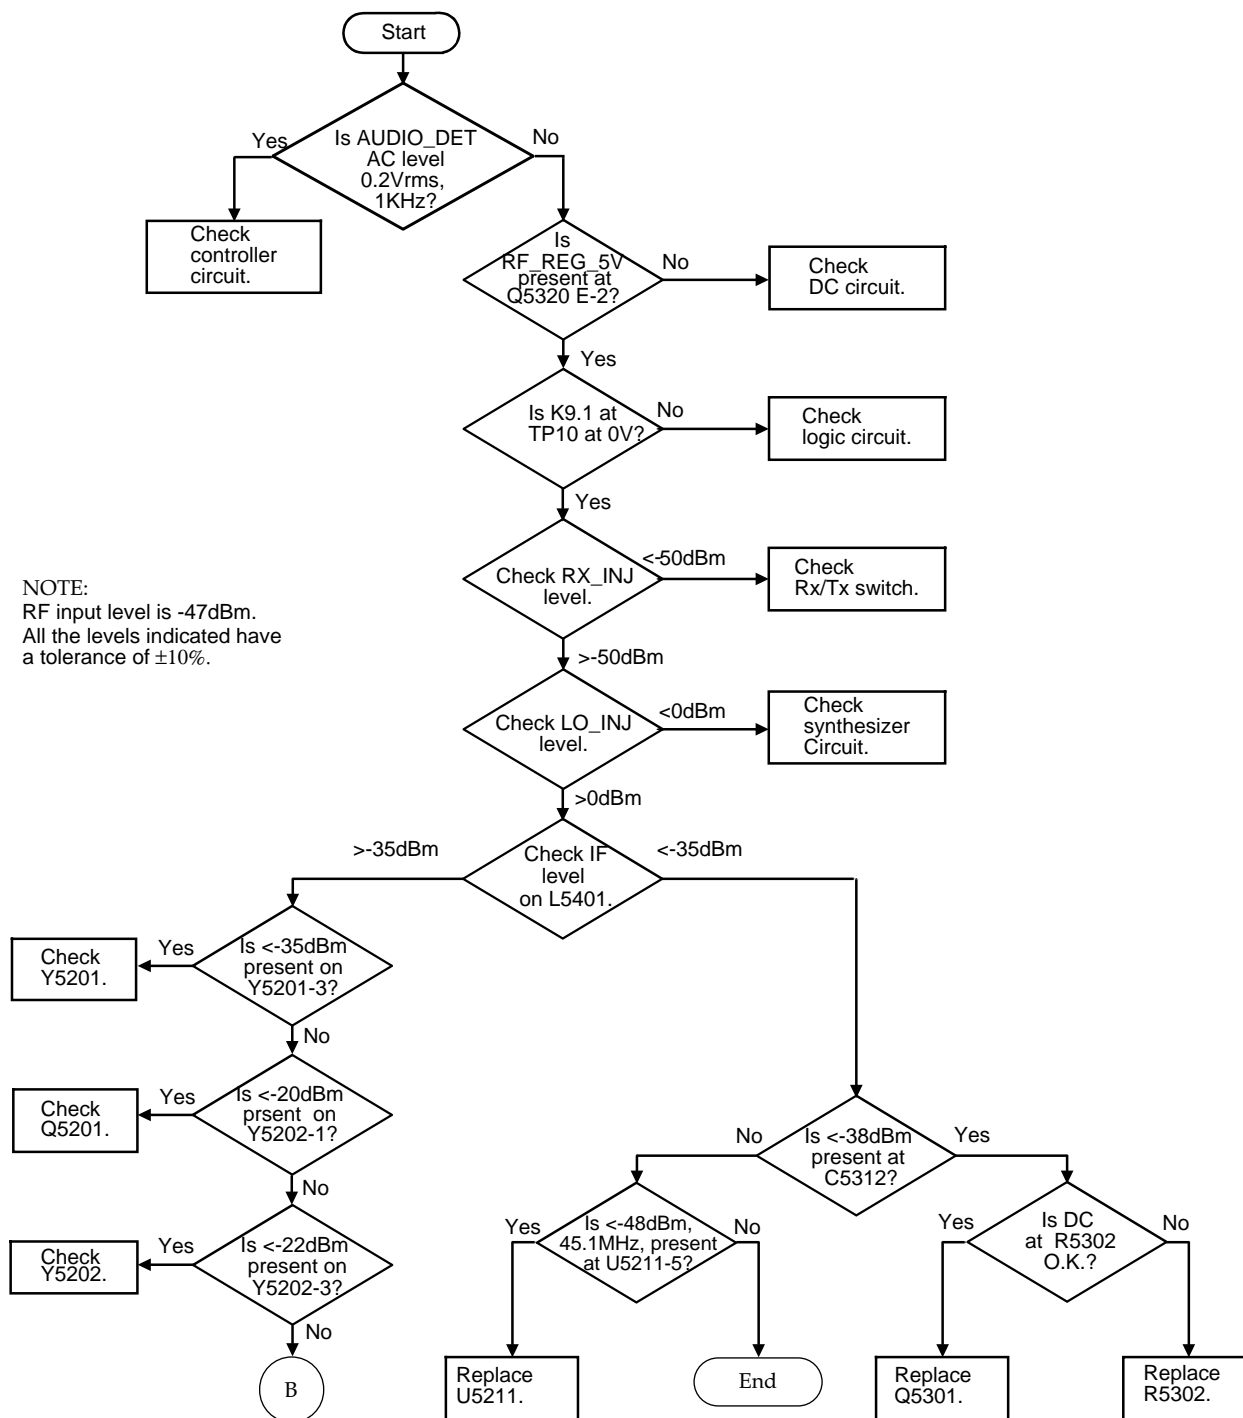 Start
Yes
No
Is AUDIO_DET
AC level
0.2Vrms,
1KHz?
Check
controller
circuit.
Is
RF_REG_5V
present at
Q5320 E-2?
No
Check
DC circuit.
Yes
Is K9.1 at
TP10 at 0V?
No
Check
logic circuit.
Yes
Check RX_INJ
level.
<-50dBm
Check
Rx/Tx switch.
NOTE:
RF input level is -47dBm.
All the levels indicated have
a tolerance of ±10%.
>-50dBm
Check LO_INJ
level.
<0dBm
Check
synthesizer
Circuit.
>0dBm
>-35dBm
Check IF
level
on L5401.
<-35dBm
Check
Y5201.
Yes
Is <-35dBm
present on
Y5201-3?
No
Check
Q5201.
Yes
Is <-20dBm
prsent on
Y5202-1?
No
No
Is <-38dBm
present at
C5312?
Yes
Check
Y5202.
Yes
Is <-22dBm
present on
Y5202-3?
No
B
Yes
Is <-48dBm,
45.1MHz, present
at U5211-5?
No
Yes
Is DC
at R5302
O.K.?
No
Replace
U5211.
End
Replace
Q5301.
Replace
R5302.